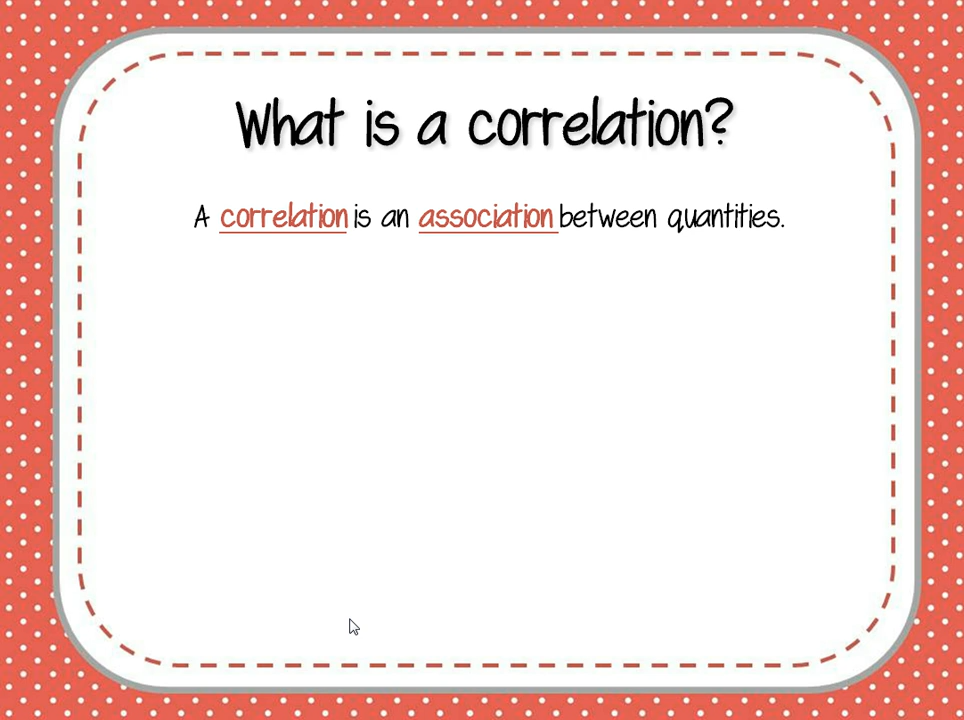 What is a correlation?
A correlation is an association between quantities.